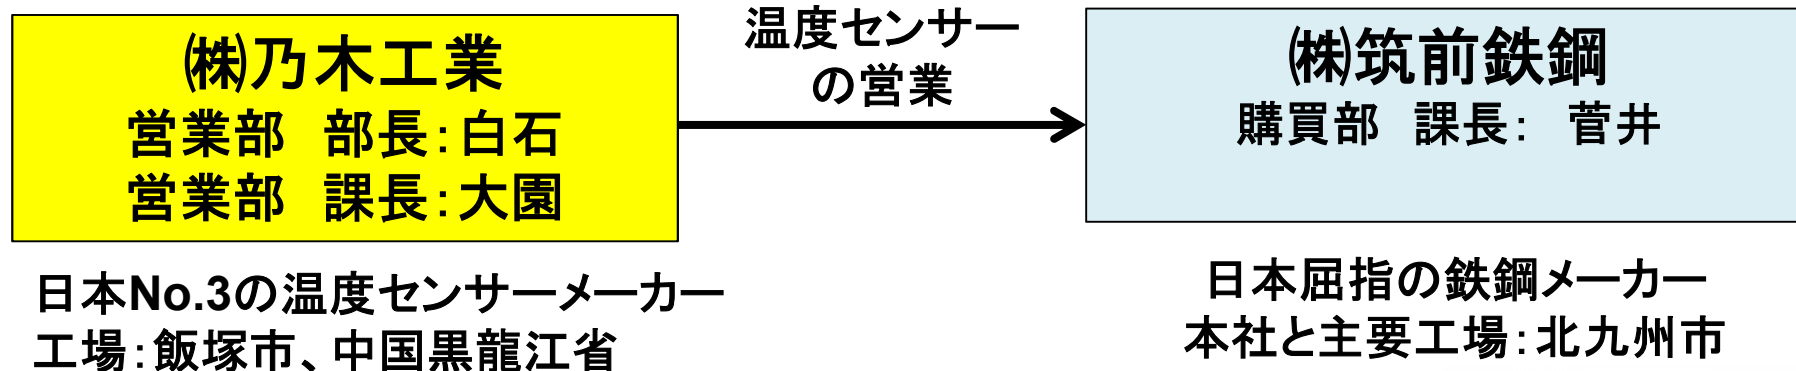 ㈱乃木工業
営業部　部長：白石
営業部　課長：大園
日本No.3の温度センサーメーカー
工場：飯塚市、中国黒龍江省
温度センサー
の営業
㈱筑前鉄鋼
購買部　課長：　菅井
日本屈指の鉄鋼メーカー
本社と主要工場：北九州市